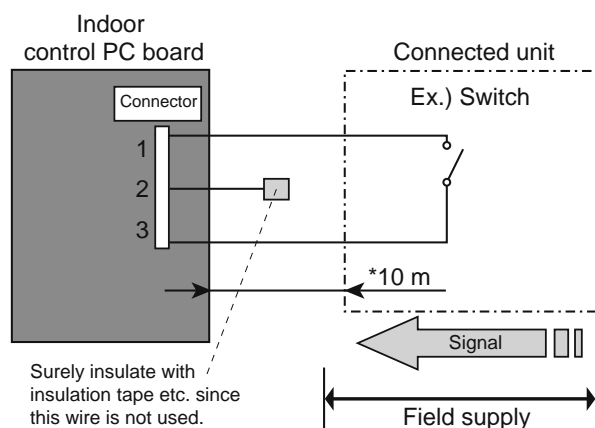 Indoor
control PC board
Connected unit
Connector
Ex.) Switch
1
2
3
*10 m
Signal
Surely insulate with
insulation tape etc. since
this wire is not used.
Field supply